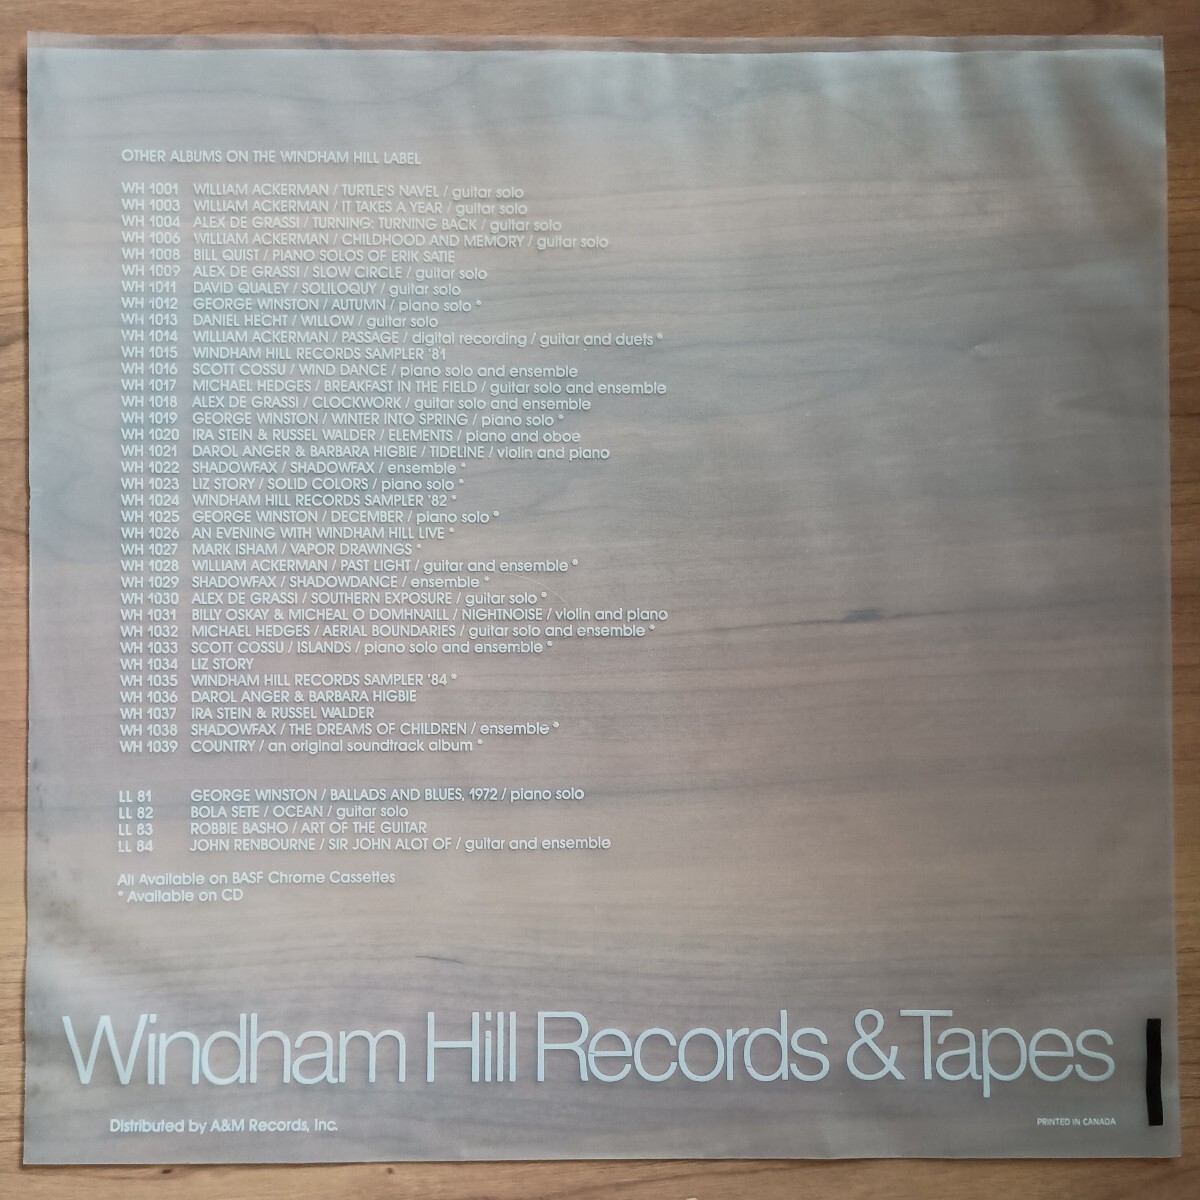 OTHER ALBUMS ON THE WINDHAM HILL LABEL
WH 1001 WILLIAM ACKERMAN / TURTLE'S NAVEL / guitar solo
WH 1003 WILLIAM ACKERMAN / IT TAKES A YEAR / guitar solo
WH 1004 ALEX DE GRASSI / TURNING: TURNING BACK / guitar solo
WH 1006 WILLIAM ACKERMAN / CHILDHOOD AND MEMORY / guitar solo
WH 1008 BILL QUIST / PIANO SOLOS OF ERIK SATIE
WH 1009 ALEX DE GRASSI / SLOW CIRCLE / guitar solo
WH 1011 DAVID QUALEY / SOLILOQUY / guitar solo
WH 1012 GEORGE WINSTON / AUTUMN / piano solo *
WH 1013 DANIEL HECHT / WILLOW / guitar solo
WH 1014 WILLIAM ACKERMAN / PASSAGE / digital recording / guitar and duets *
WH 1015 WINDHAM HILL RECORDS SAMPLER '81
WH 1016 SCOTT COSSU / WIND DANCE / piano solo and ensemble
WH 1017 MICHAEL HEDGES / BREAKFAST IN THE FIELD / guitar solo and ensemble
WH 1018 ALEX DE GRASSI / CLOCKWORK / guitar solo and ensemble
WH 1019 GEORGE WINSTON / WINTER INTO SPRING / piano solo *
WH 1020 IRA STEIN & RUSSEL WALDER / ELEMENTS / piano and oboe
WH 1021 DAROL ANGER & BARBARA HIGBIE / TIDELINE / violin and piano
WH 1022 SHADOWFAX / SHADOWFAX / ensemble *
WH 1023 LIZ STORY / SOLID COLORS / piano solo *
WH 1024 WINDHAM HILL RECORDS SAMPLER '82 *
WH 1025 GEORGE WINSTON / DECEMBER / piano solo *
WH 1026 AN EVENING WITH WINDHAM HILL LIVE *
WH 1027 MARK ISHAM / VAPOR DRAWINGS *
WH 1028 WILLIAM ACKERMAN / PAST LIGHT / guitar and ensemble *
WH 1029 SHADOWFAX / SHADOWDANCE / ensemble *
WH 1030 ALEX DE GRASSI / SOUTHERN EXPOSURE / guitar solo *
WH 1031 BILLY OSKAY & MICHEAL O DOMHNAILL / NIGHTNOISE / violin and piano
WH 1032 MICHAEL HEDGES / AERIAL BOUNDARIES / guitar solo and ensemble *
WH 1033 SCOTT COSSU / ISLANDS / piano solo and ensemble *
WH 1034 LIZ STORY
WH 1035 WINDHAM HILL RECORDS SAMPLER '84 *
WH 1036 DAROL ANGER & BARBARA HIGBIE
WH 1037 IRA STEIN & RUSSEL WALDER
WH 1038 SHADOWFAX / THE DREAMS OF CHILDREN / ensemble *
WH 1039 COUNTRY / an original soundtrack album *
LL 81 GEORGE WINSTON / BALLADS AND BLUES, 1972 / piano solo
LL 82 BOLA SETE / OCEAN / guitar solo
LL 83 ROBBIE BASHO / ART OF THE GUITAR
LL 84 JOHN RENBOURNE / SIR JOHN ALOT OF / guitar and ensemble
All Available on BASF Chrome Cassettes
* Available on CD
Windham Hill Records & Tapes
Distributed by A&M Records, Inc.
PRINTED IN CANADA